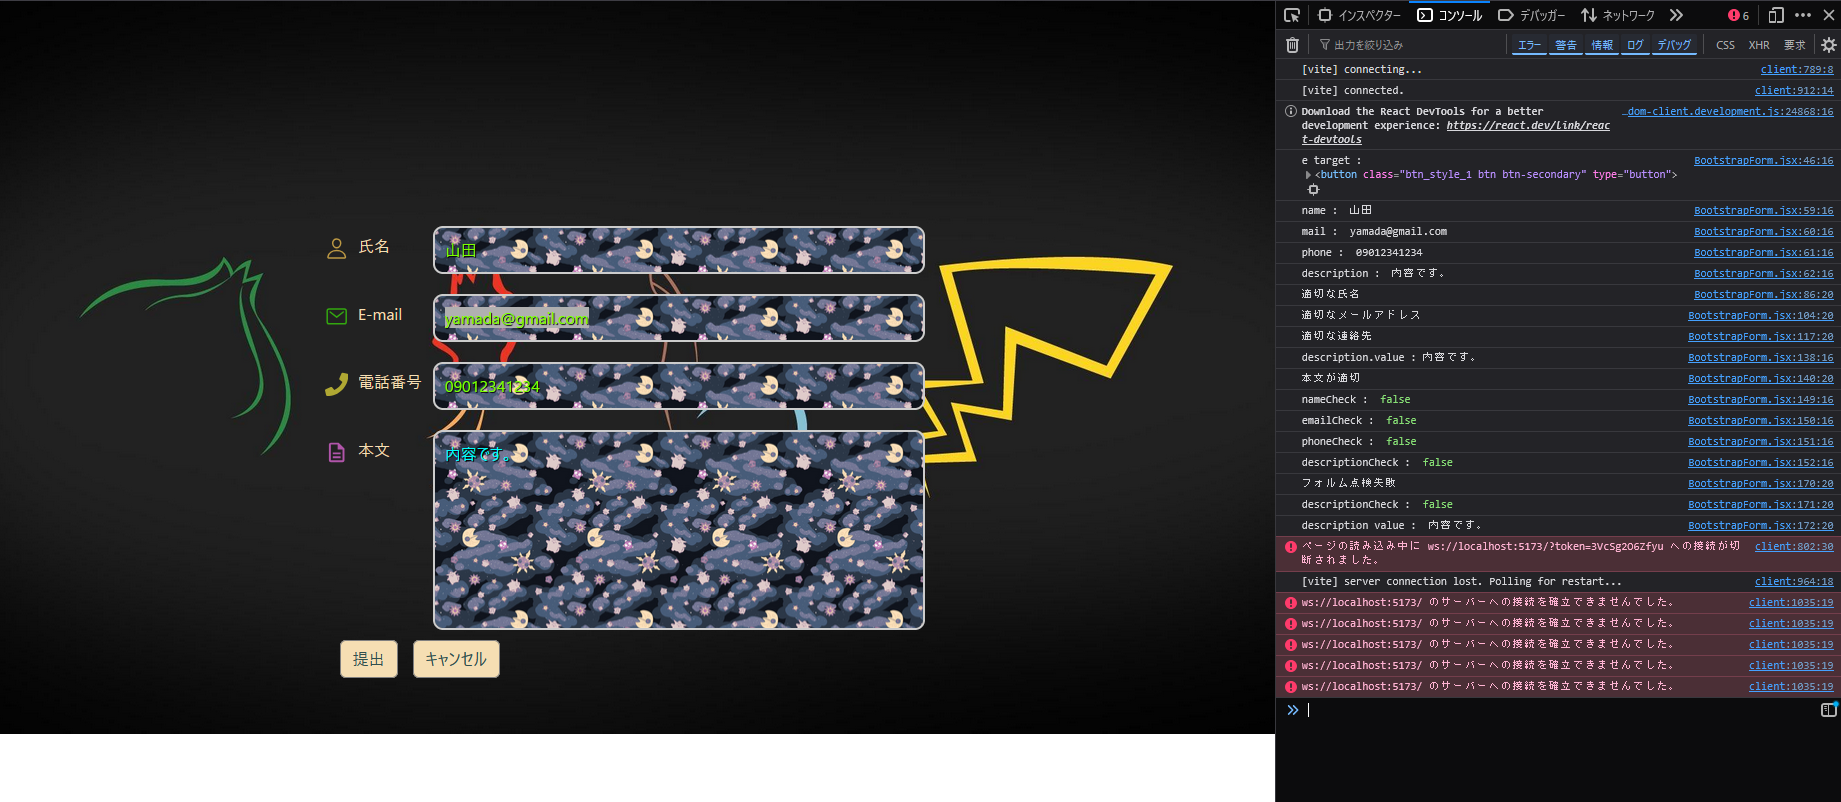 氏名
山田
E-mail
yamada@gmail.com
電話番号
09012341234
本文
内容です。
提出
キャンセル
インスペクター
コンソール
デバッガー
ネットワーク
6
出力を絞り込み
エラー
警告
情報
ログ
デバッグ
CSS
XHR
要求
[vite] connecting... client:789:8
[vite] connected. client:912:14
Download the React DevTools for a better …dom-client.development.js:24868:16
development experience: https://react.dev/link/reac
t-devtools
e target : BootstrapForm.jsx:46:16
<button class="btn_style_1 btn btn-secondary" type="button">
name : 山田 BootstrapForm.jsx:59:16
mail : yamada@gmail.com BootstrapForm.jsx:60:16
phone : 09012341234 BootstrapForm.jsx:61:16
description : 内容です。 BootstrapForm.jsx:62:16
適切な氏名 BootstrapForm.jsx:86:20
適切なメールアドレス BootstrapForm.jsx:104:20
適切な連絡先 BootstrapForm.jsx:117:20
description.value : 内容です。 BootstrapForm.jsx:138:16
本文が適切 BootstrapForm.jsx:140:20
nameCheck : false BootstrapForm.jsx:149:16
emailCheck : false BootstrapForm.jsx:150:16
phoneCheck : false BootstrapForm.jsx:151:16
descriptionCheck : false BootstrapForm.jsx:152:16
フォルム点検失敗 BootstrapForm.jsx:170:20
descriptionCheck : false BootstrapForm.jsx:171:20
description value : 内容です。 BootstrapForm.jsx:172:20
ページの読み込み中に ws://localhost:5173/?token=3VcSg2O6Zfyu への接続が切 client:802:30
断されました。
[vite] server connection lost. Polling for restart... client:964:18
ws://localhost:5173/ のサーバーへの接続を確立できませんでした。 client:1035:19
ws://localhost:5173/ のサーバーへの接続を確立できませんでした。 client:1035:19
ws://localhost:5173/ のサーバーへの接続を確立できませんでした。 client:1035:19
ws://localhost:5173/ のサーバーへの接続を確立できませんでした。 client:1035:19
ws://localhost:5173/ のサーバーへの接続を確立できませんでした。 client:1035:19